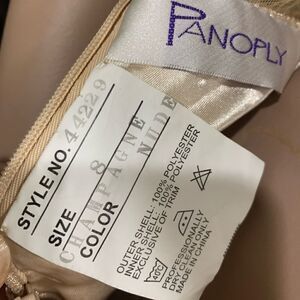 PANOPLY
STYLE NO. 44229
SIZE 8
COLOR CHAMPAGNE
NUDE
OUTER SHELL: 100% POLYESTER
INNER SHELL: 100% POLYESTER
EXCLUSIVE OF TRIM
PROFESSIONALLY
DRY CLEAN ONLY
MADE IN CHINA